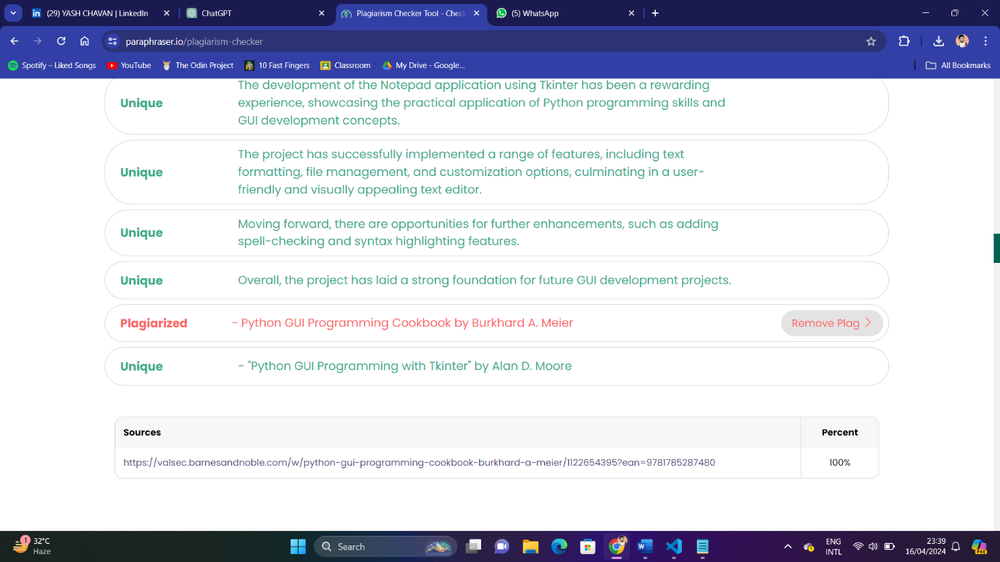 (29) YASH CHAVAN | LinkedIn
ChatGPT
Plagiarism Checker Tool - Chec
(5) WhatsApp
paraphraser.io/plagiarism-checker
Spotify – Liked Songs
YouTube
The Odin Project
10 Fast Fingers
Classroom
My Drive - Google...
All Bookmarks
Unique
The development of the Notepad application using Tkinter has been a rewarding
experience, showcasing the practical application of Python programming skills and
GUI development concepts.
Unique
The project has successfully implemented a range of features, including text
formatting, file management, and customization options, culminating in a user-
friendly and visually appealing text editor.
Unique
Moving forward, there are opportunities for further enhancements, such as adding
spell-checking and syntax highlighting features.
Unique
Overall, the project has laid a strong foundation for future GUI development projects.
Plagiarized
- Python GUI Programming Cookbook by Burkhard A. Meier
Remove Plag
Unique
- "Python GUI Programming with Tkinter" by Alan D. Moore
Sources
Percent
https://valsec.barnesandnoble.com/w/python-gui-programming-cookbook-burkhard-a-meier/1122654395?ean=9781785287480
100%
1
32°C
Haze
Search
ENG
INTL
23:39
16/04/2024
PRE